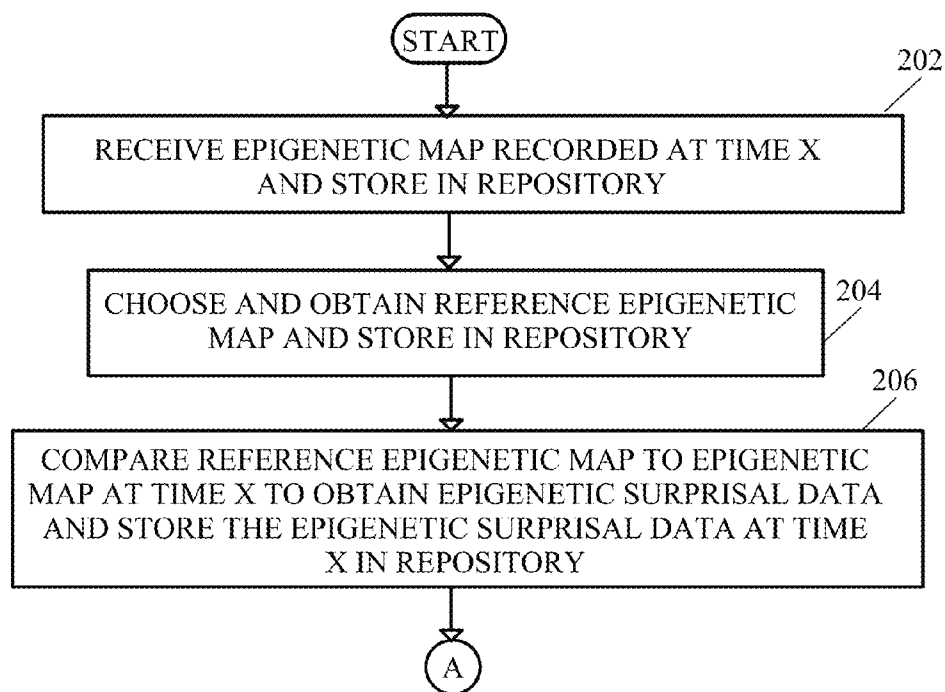 START
202
RECEIVE EPIGENETIC MAP RECORDED AT TIME X
AND STORE IN REPOSITORY
CHOOSE AND OBTAIN REFERENCE EPIGENETIC
MAP AND STORE IN REPOSITORY
204
206
COMPARE REFERENCE EPIGENETIC MAP TO EPIGENETIC
MAP AT TIME X TO OBTAIN EPIGENETIC SURPRISAL DATA
AND STORE THE EPIGENETIC SURPRISAL DATA AT TIME
X IN REPOSITORY
A